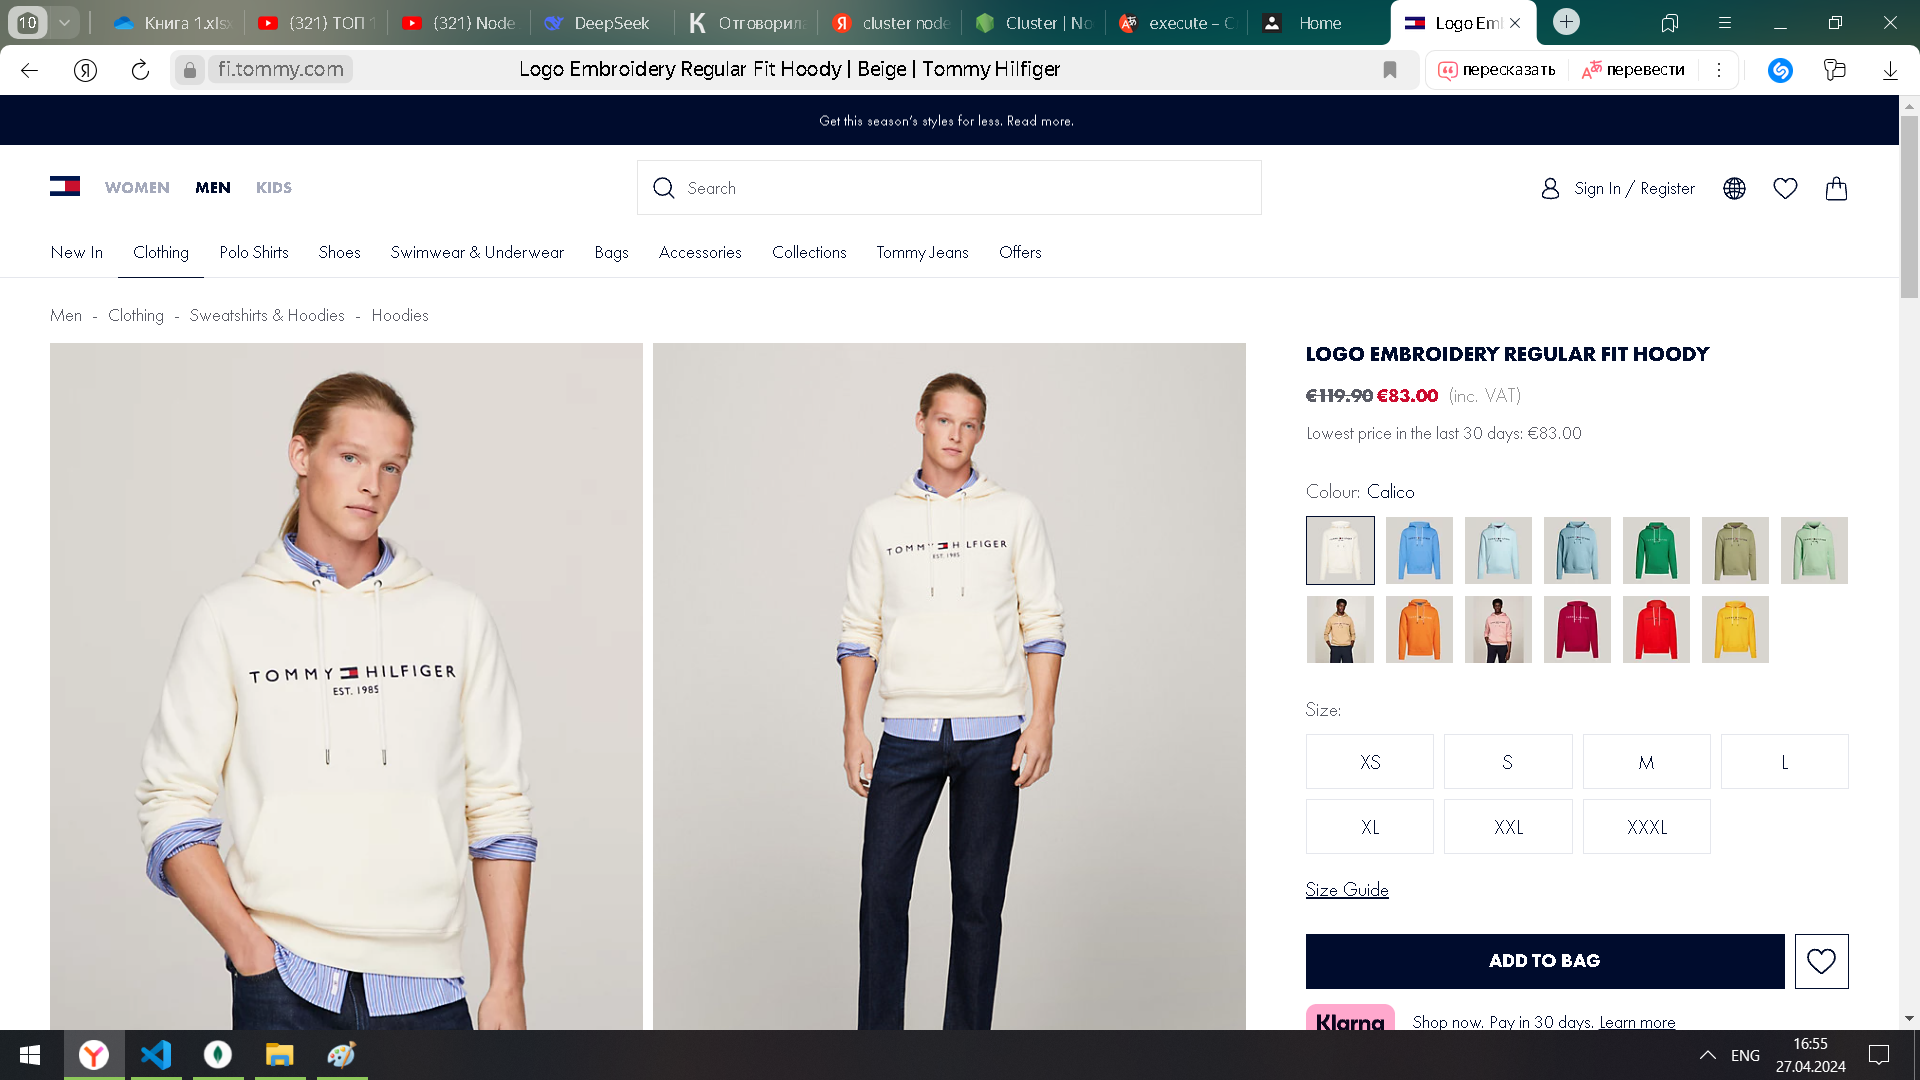 10
Книга 1.xlsx
(321) ТОП 1
(321) Node
DeepSeek
Отговорила
cluster node
Cluster | No
execute – С
Home
Logo Emb
fi.tommy.com
Logo Embroidery Regular Fit Hoody | Beige | Tommy Hilfiger
пересказать
перевести
Get this season's styles for less. Read more.
WOMEN
MEN
KIDS
Search
Sign In / Register
New In
Clothing
Polo Shirts
Shoes
Swimwear & Underwear
Bags
Accessories
Collections
Tommy Jeans
Offers
Men - Clothing - Sweatshirts & Hoodies - Hoodies
TOMMY HILFIGER
EST. 1985
TOMMY HILFIGER
EST. 1985
LOGO EMBROIDERY REGULAR FIT HOODY
€119.90 €83.00 (inc. VAT)
Lowest price in the last 30 days: €83.00
Colour: Calico
Size:
XS
S
M
L
XL
XXL
XXXL
Size Guide
ADD TO BAG
Klarna
Shop now. Pay in 30 days. Learn more
ENG
16:55
27.04.2024